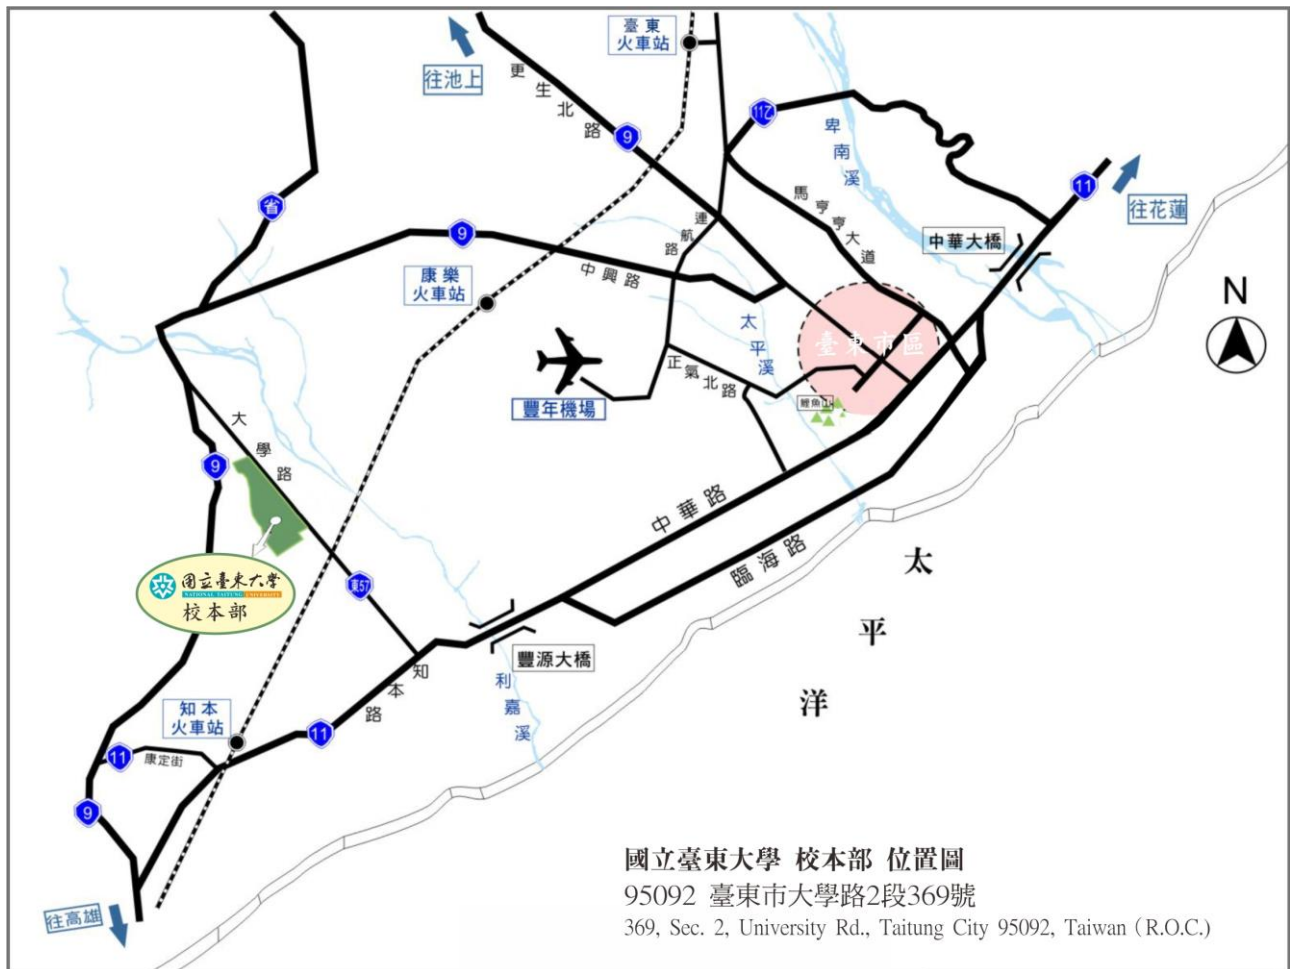 臺東
火車站
往池上
更生北路
9
11乙
卑南溪
11
往花蓮
省
馬亨亨大道
中華大橋
9
連航路
康樂
火車站
中興路
N
太平溪
臺東市區
正氣北路
鯉魚山
豐年機場
大學路
9
中華路
臨海路
太平洋
國立臺東大學
NATIONAL TAITUNG UNIVERSITY
校本部
東57
豐源大橋
知本路
利嘉溪
知本
火車站
11
11
康定街
9
往高雄
國立臺東大學 校本部 位置圖
95092 臺東市大學路2段369號
369, Sec. 2, University Rd., Taitung City 95092, Taiwan (R.O.C.)